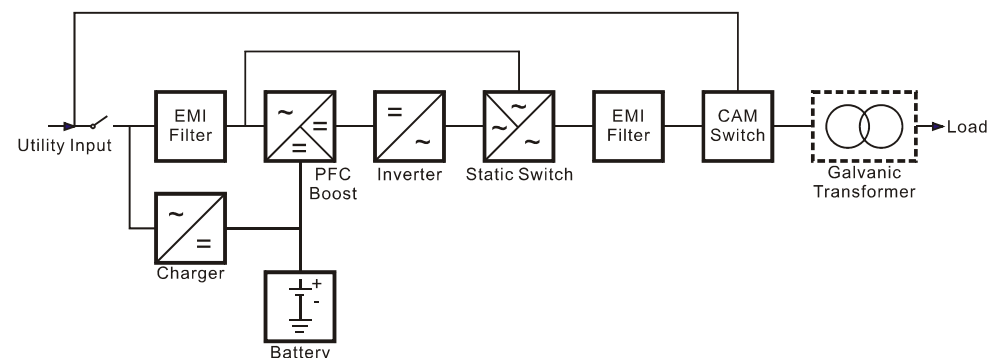 EMI
Filter
~
=
=
=
~
~
~
~
EMI
Filter
CAM
Switch
Utility Input
Load
PFC
Boost
Inverter
Static Switch
Galvanic
Transformer
~
=
Charger
+
-
Battery